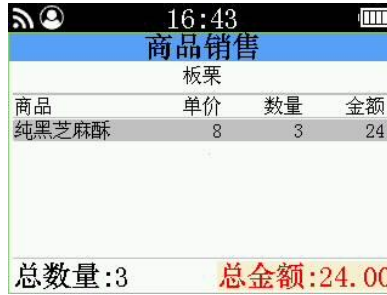 16:43
商品销售
板栗
商品 单价 数量 金额
纯黑芝麻酥 8 3 24
总数量:3 总金额:24.00